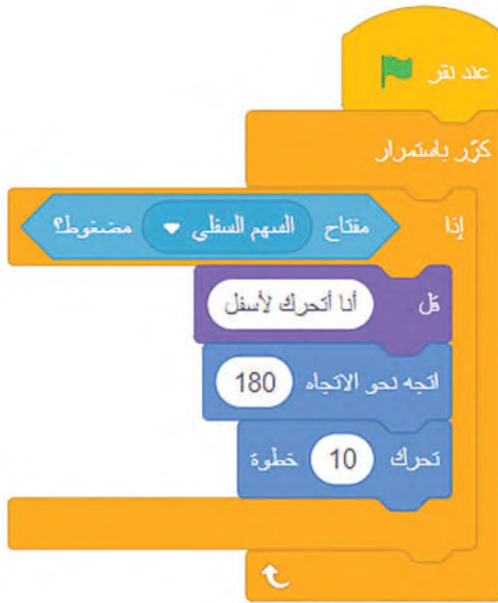 عند نقر
كرّر باستمرار
إذا مفتاح السهم السفلي مضغوط؟
قل أنا أتحرك لأسفل
اتجه نحو الاتجاه 180
تحرك 10 خطوة